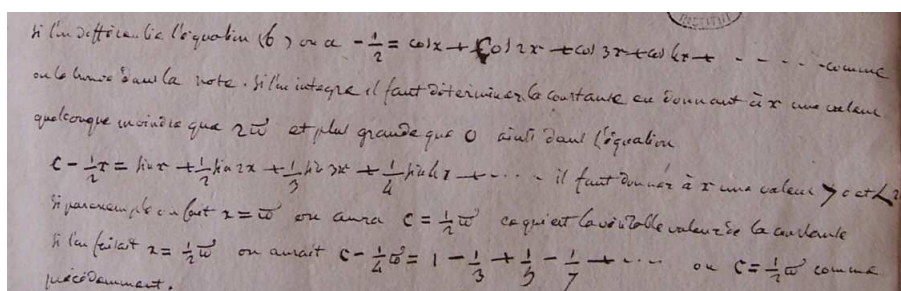 INSTITUT
Si l'on différentie l'équation (6) on a - 1/2 = cos x + cos 2x + cos 3x + cos 4x + ····· comme
on le trouve dans la note. Si l'on integre il faut déterminer la constante en donnant à x une valeur
quelconque moindre que 2ϖ et plus grande que 0 ainsi dans l'équation
c - 1/2 x = sin x + 1/2 sin 2x + 1/3 sin 3x + 1/4 sin 4x + ···· il faut donner à x une valeur > 0 et < 2
Si par exemple on fait x = ϖ on aura c = 1/2 ϖ ce qui est la véritable valeur de la constante
Si l'on faisait x = 1/2 ϖ on aurait c - 1/4 ϖ = 1 - 1/3 + 1/5 - 1/7 + ···· ou c = 1/2 ϖ comme
précédemment.